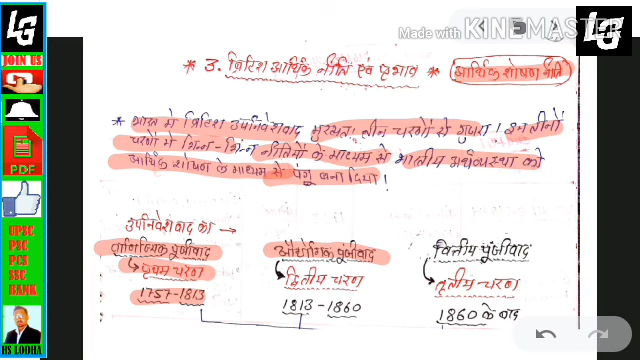 LG
LG
Made with KINEMASTER
JOIN US
* 3. ब्रिटिश आर्थिक नीति एवं प्रभाव * (आर्थिक शोषण नीति)
* भारत में ब्रिटिश उपनिवेशवाद मुख्यतः तीन चरणों से गुजरा। इन तीनों
चरणों में भिन्न-भिन्न नीतियों के माध्यम से भारतीय अर्थव्यवस्था को
आर्थिक शोषण के माध्यम से पंगु बना दिया।
PDF
उपनिवेशवाद का →
वाणिज्यिक पूंजीवाद
प्रथम चरण
1757-1813
औद्योगिक पूंजीवाद
द्वितीय चरण
1813-1860
वित्तीय पूंजीवाद
तृतीय चरण
1860 के बाद
UPSC
PSC
PCS
SSC
BANK
HS LODHA